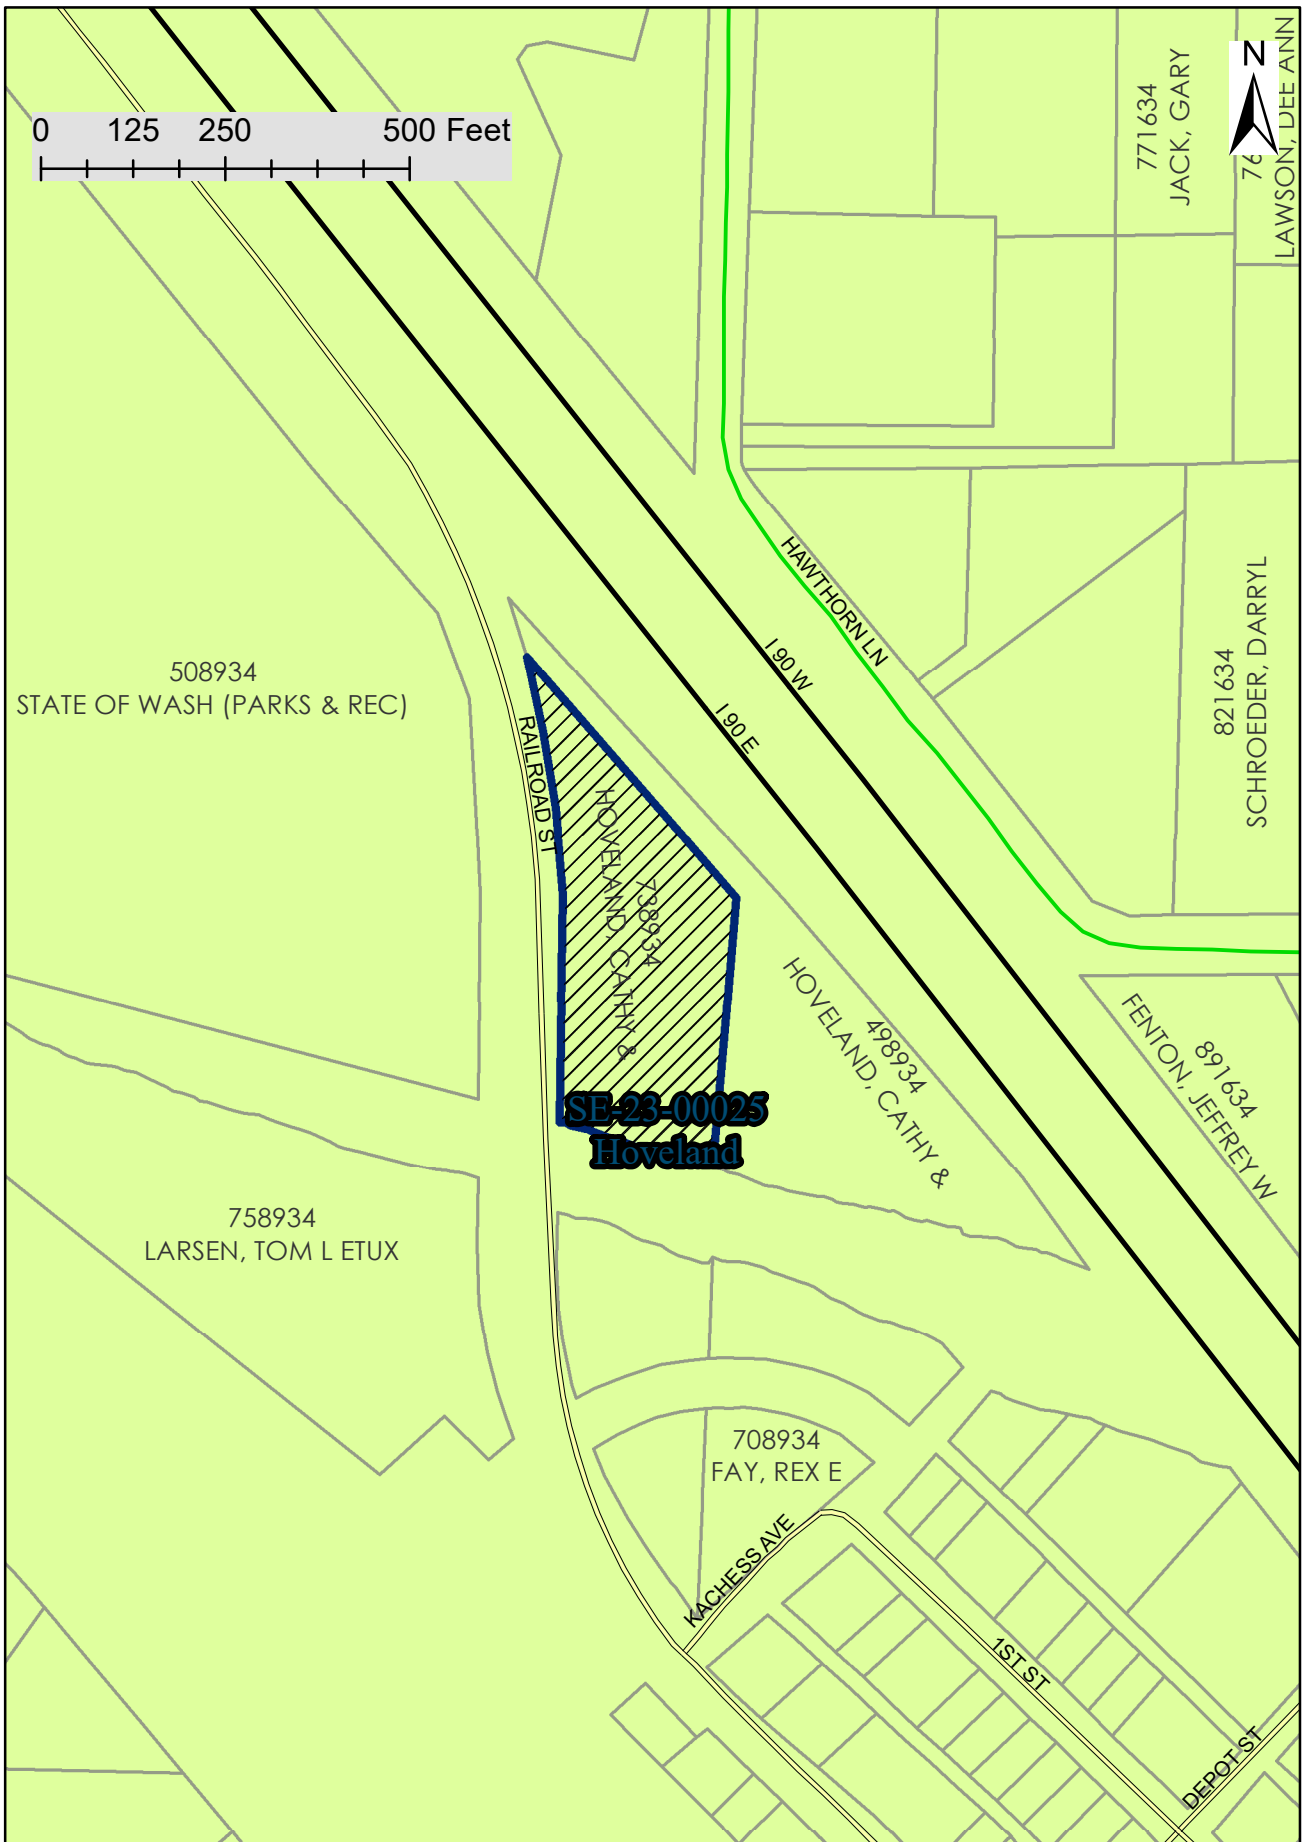 N
0 125 250 500 Feet
771634
JACK, GARY
76
LAWSON, DEE ANN
HAWTHORN LN
I 90 W
I 90 E
508934
STATE OF WASH (PARKS & REC)
821634
SCHROEDER, DARRYL
RAILROAD ST
738934
HOVELAND, CATHY &
498934
HOVELAND, CATHY &
891634
FENTON, JEFFREY W
SE-23-00025
Hoveland
758934
LARSEN, TOM L ETUX
708934
FAY, REX E
KACHESS AVE
1ST ST
DEPOT ST